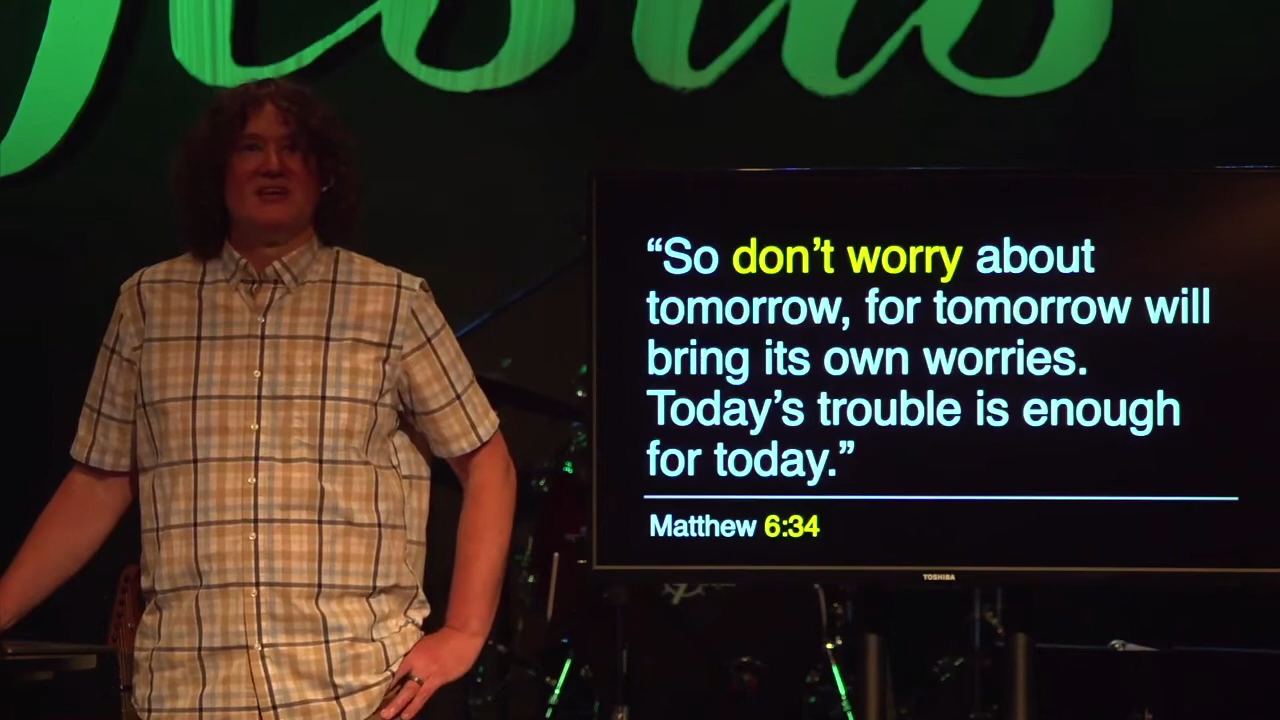 Jesus
“So don’t worry about
tomorrow, for tomorrow will
bring its own worries.
Today’s trouble is enough
for today.”
Matthew 6:34
TOSHIBA